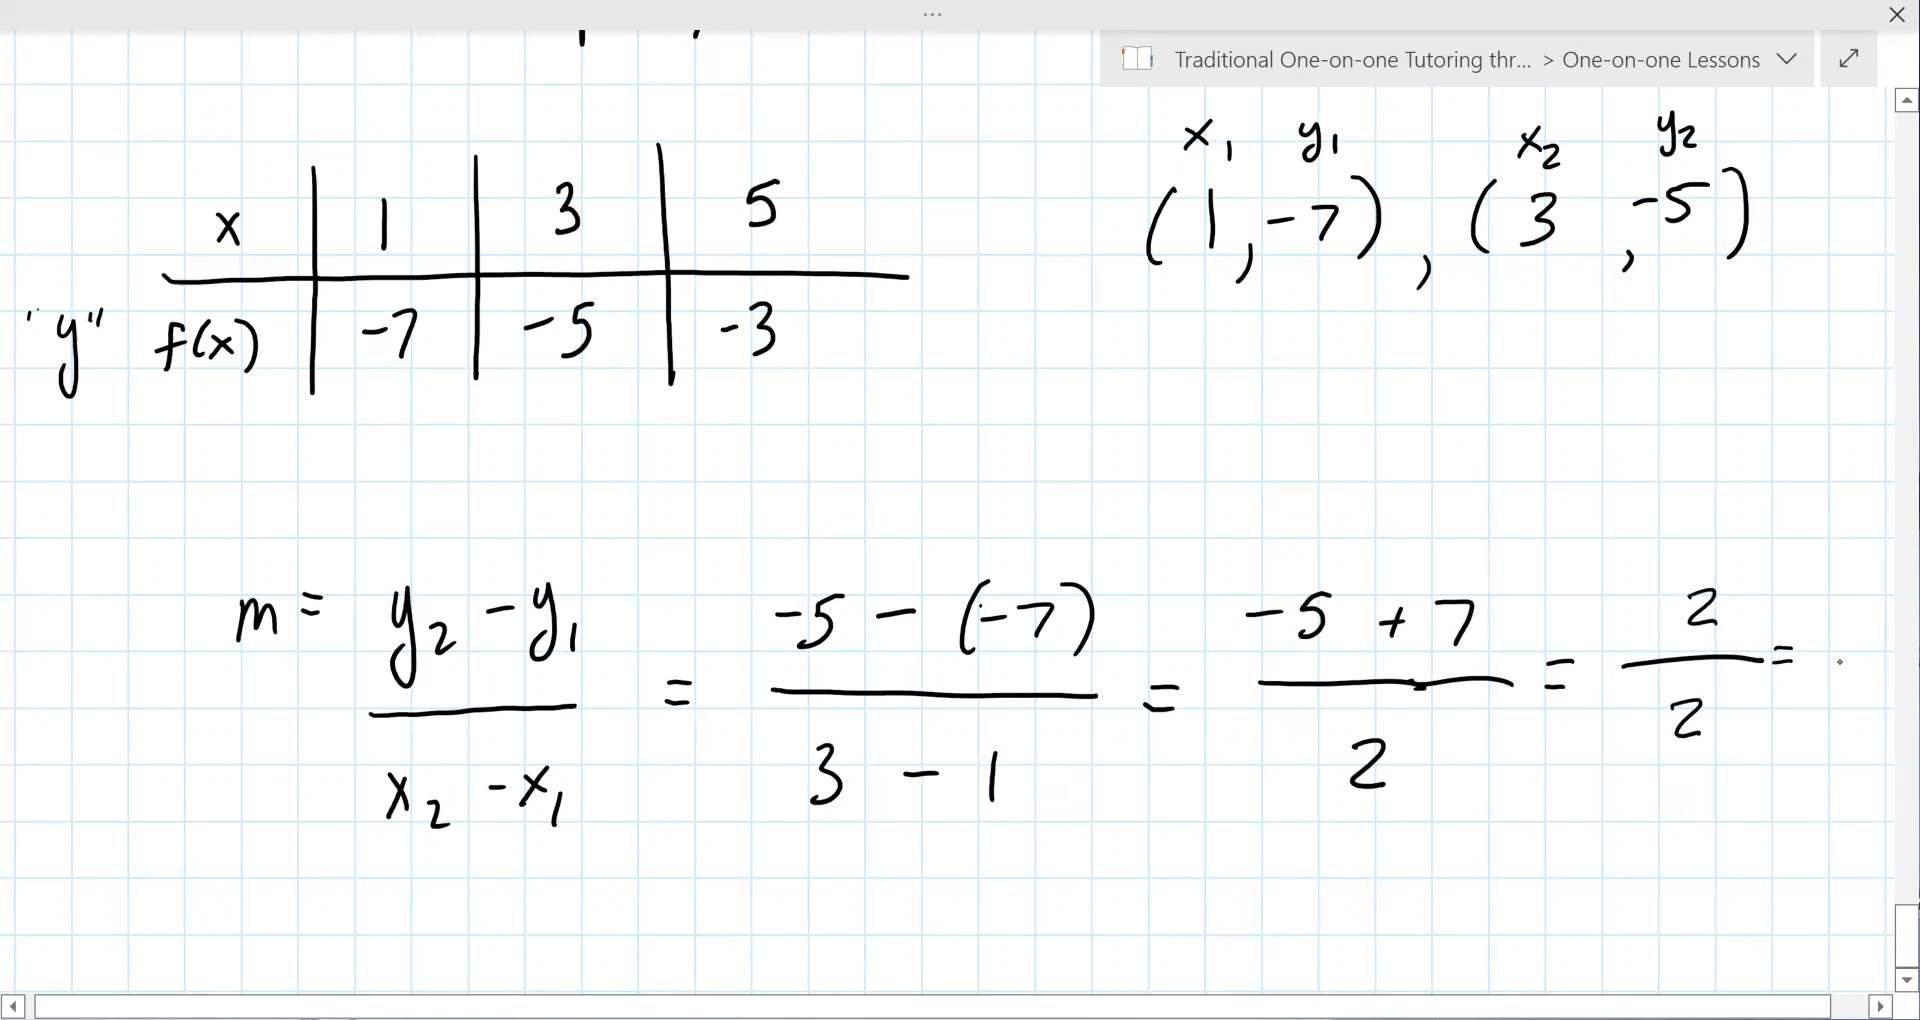 ...
Traditional One-on-one Tutoring thr... > One-on-one Lessons
x₁ y₁ x₂ y₂
(1, -7), (3, -5)
x 1 3 5
"y" f(x) -7 -5 -3
m = y₂ - y₁ / x₂ - x₁ = -5 - (-7) / 3 - 1 = -5 + 7 / 2 = 2 / 2 =